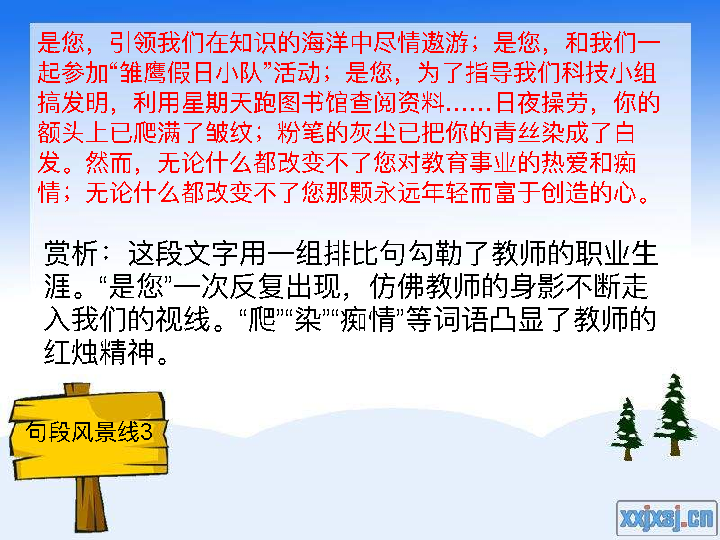 是您，引领我们在知识的海洋中尽情遨游；是您，和我们一
起参加“雏鹰假日小队”活动；是您，为了指导我们科技小组
搞发明，利用星期天跑图书馆查阅资料……日夜操劳，你的
额头上已爬满了皱纹；粉笔的灰尘已把你的青丝染成了白
发。然而，无论什么都改变不了您对教育事业的热爱和痴
情；无论什么都改变不了您那颗永远年轻而富于创造的心。
赏析：这段文字用一组排比句勾勒了教师的职业生
涯。“是您”一次反复出现，仿佛教师的身影不断走
入我们的视线。“爬”“染”“痴情”等词语凸显了教师的
红烛精神。
句段风景线3
xxjxsj.cn